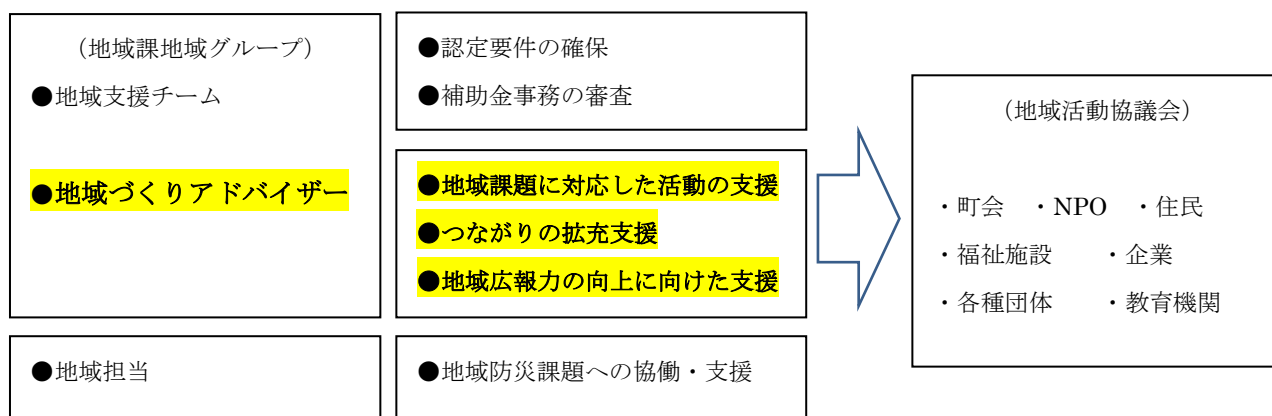 （地域課地域グループ）
●地域支援チーム
●地域づくりアドバイザー
●認定要件の確保
●補助金事務の審査
●地域課題に対応した活動の支援
●つながりの拡充支援
●地域広報力の向上に向けた支援
●地域担当
●地域防災課題への協働・支援
（地域活動協議会）
・町会　・NPO　・住民
・福祉施設　　・企業
・各種団体　　・教育機関